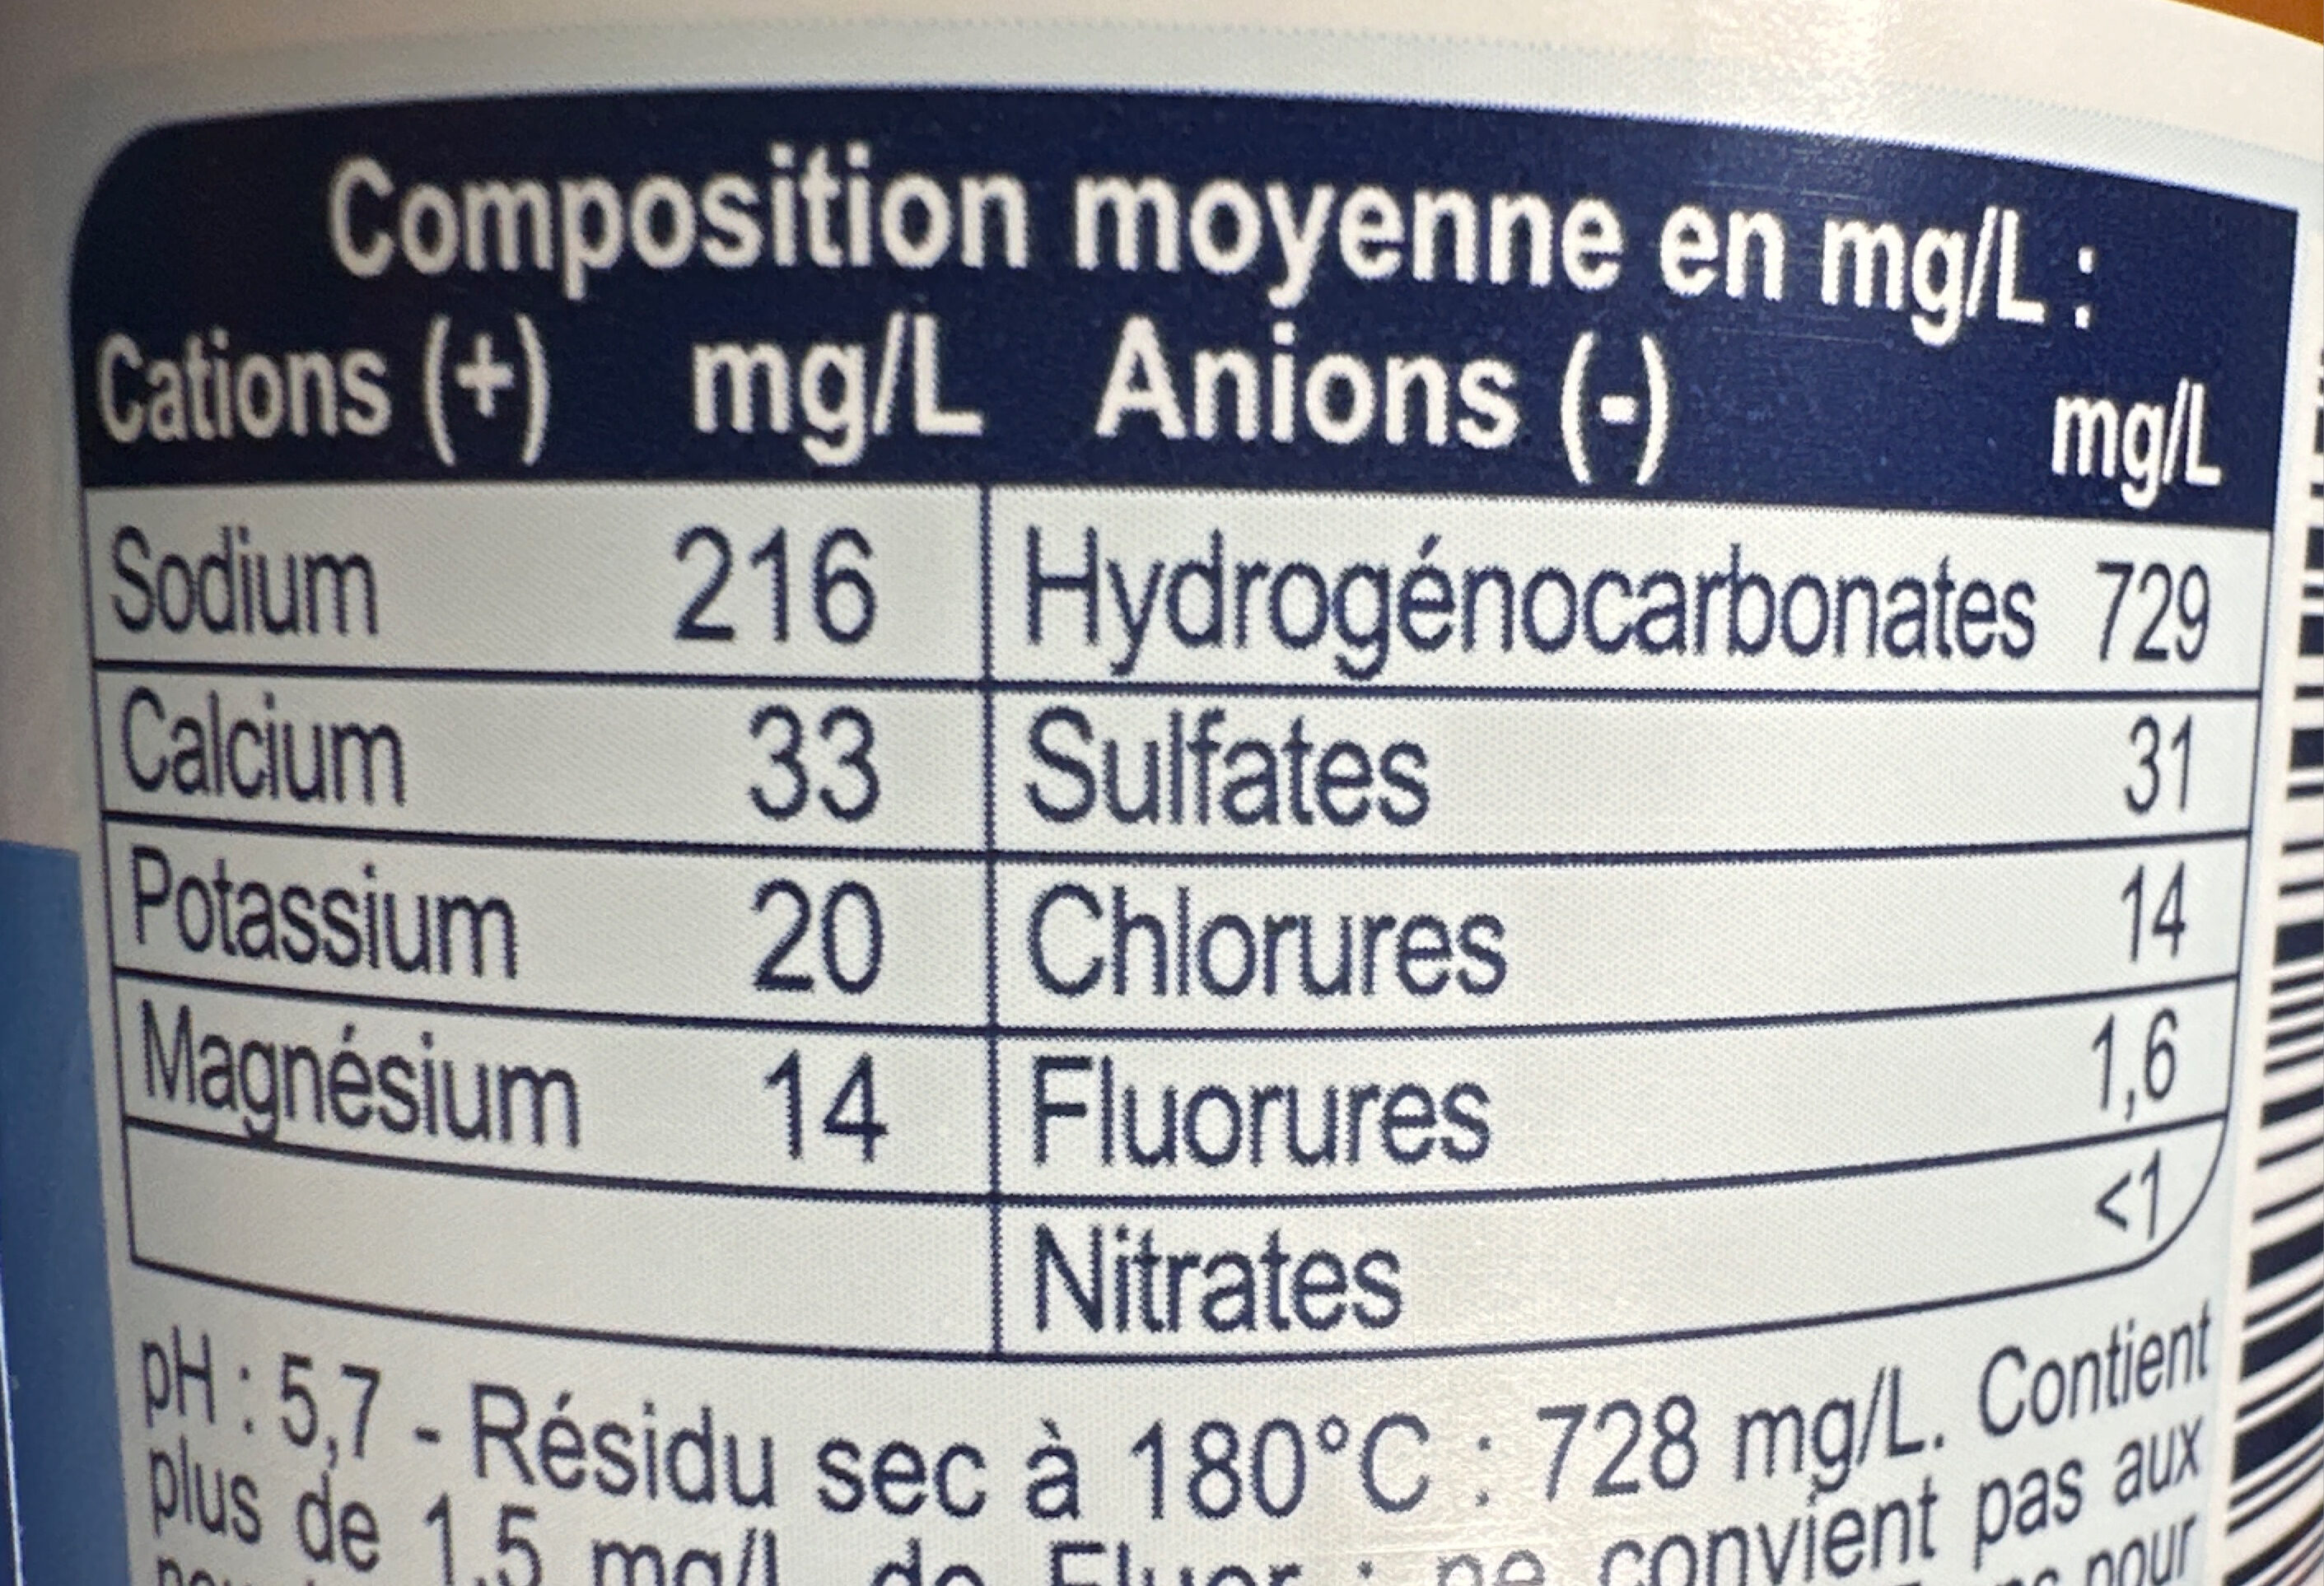 Composition moyenne en mg/L :
Cations (+) mg/L Anions (-) mg/L
Sodium 216 Hydrogénocarbonates 729
Calcium 33 Sulfates 31
Potassium 20 Chlorures 14
Magnésium 14 Fluorures 1,6
Nitrates <1
pH : 5,7 - Résidu sec à 180°C : 728 mg/L. Contient
plus de 1,5 mg/L de Fluor : ne convient pas aux
pour